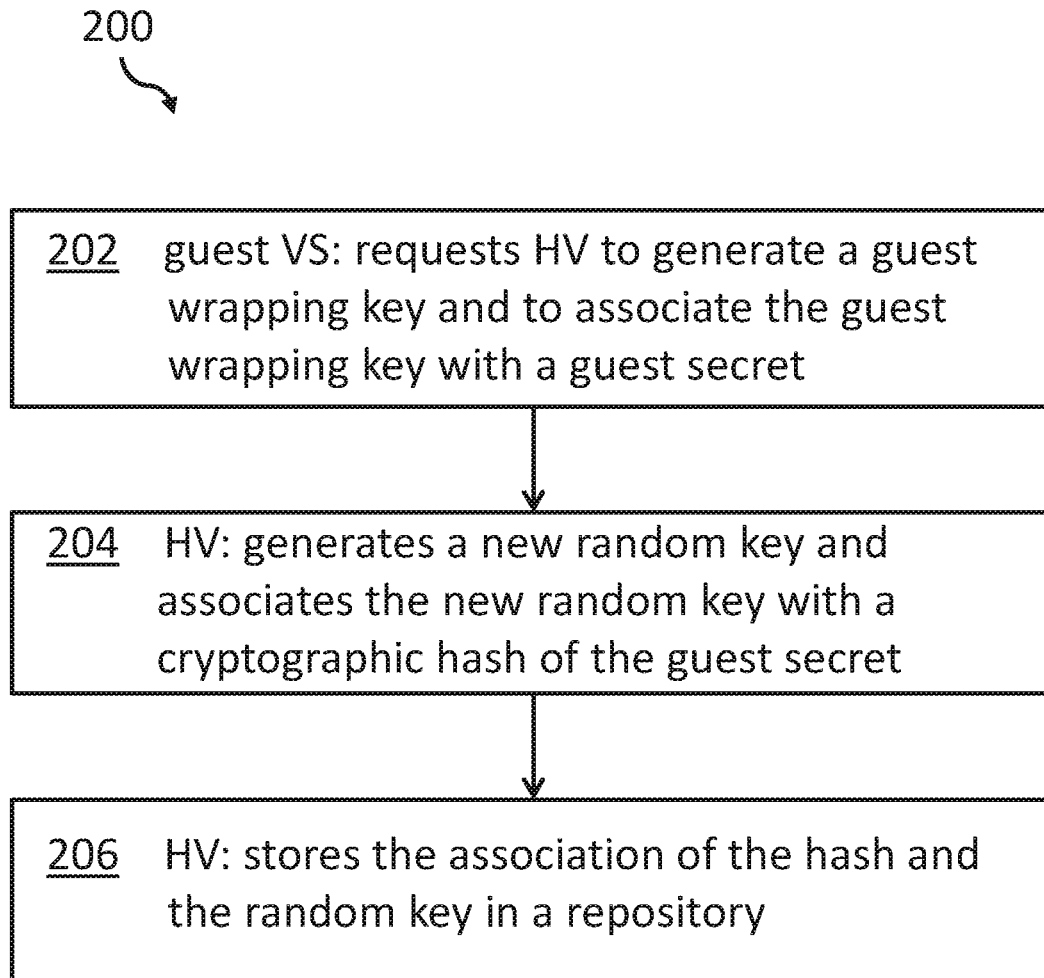 200
202 guest VS: requests HV to generate a guest
wrapping key and to associate the guest
wrapping key with a guest secret
204 HV: generates a new random key and
associates the new random key with a
cryptographic hash of the guest secret
206 HV: stores the association of the hash and
the random key in a repository